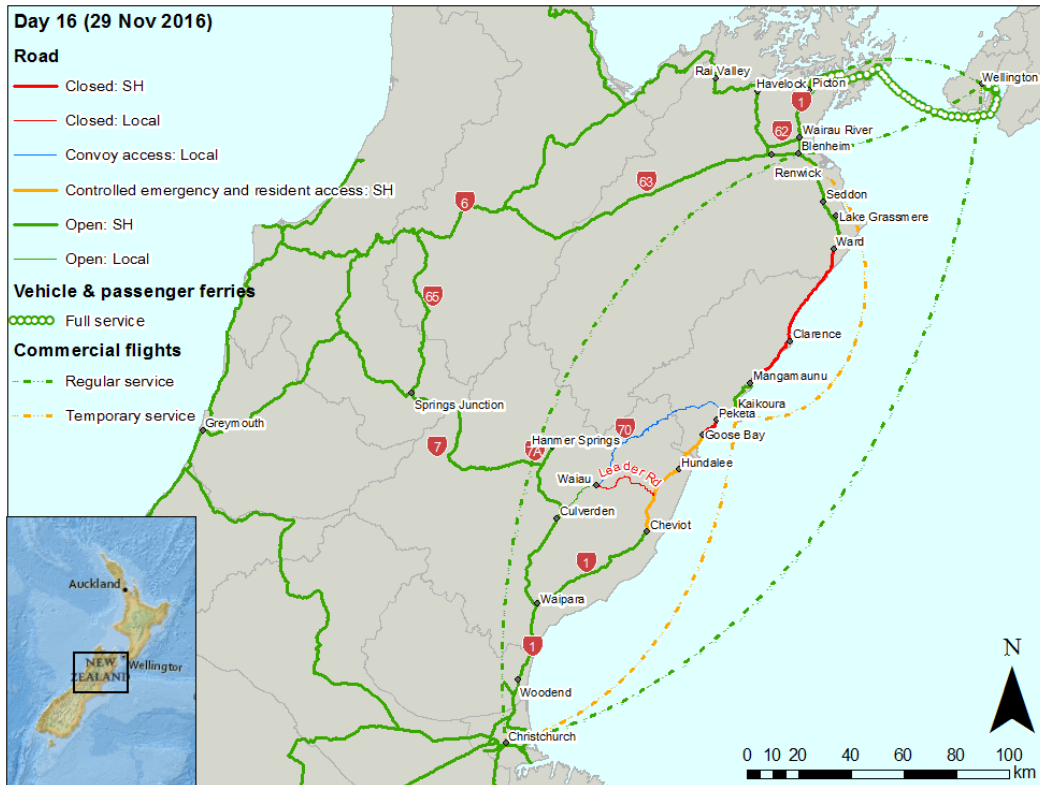 Day 16 (29 Nov 2016)
Road
Closed: SH
Closed: Local
Convoy access: Local
Controlled emergency and resident access: SH
Open: SH
Open: Local
Vehicle & passenger ferries
Full service
Commercial flights
Regular service
Temporary service
Rai Valley
Havelock
Picton
Wellington
1
62
Wairau River
Blenheim
63
Renwick
6
Seddon
Lake Grassmere
Ward
65
Clarence
Mangamaunu
Springs Junction
Kaikoura
Peketa
Greymouth
70
Goose Bay
Hanmer Springs
7
7A
Hundalee
Waiau
Leader Rd
Culverden
Cheviot
1
Waipara
1
Woodend
Christchurch
Auckland
NEW
ZEALAND
Wellington
N
0 10 20 40 60 80 100
km